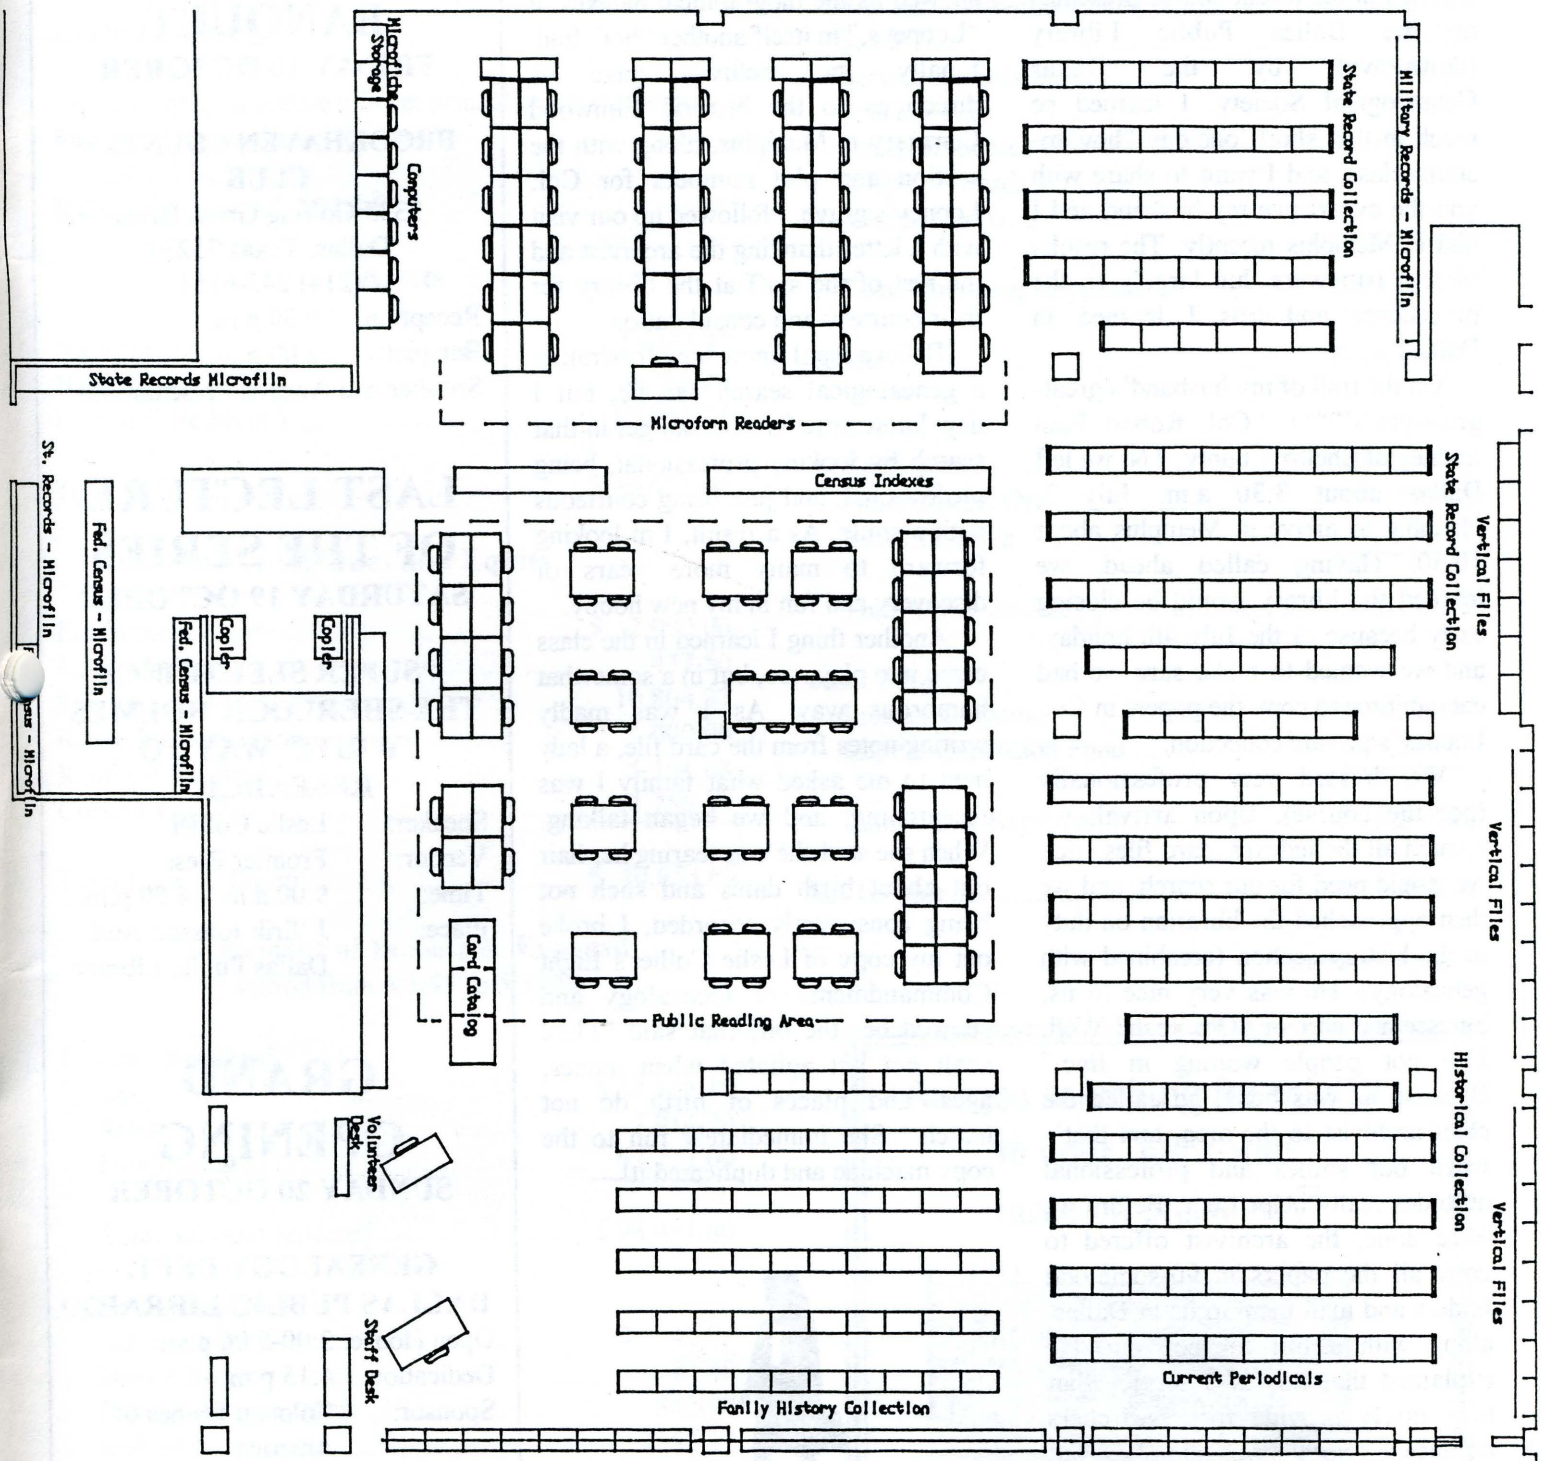 Microfiche
Storage
Computers
State Record Collection
Military Records - Microfilm
State Records Microfilm
Microform Readers
Census Indexes
St. Records - Microfilm
Fed. Census - Microfilm
Fed. Census - Microfilm
Copier
Copier
- Microfilm
State Record Collection
Vertical Files
Vertical Files
Card Catalog
Public Reading Area
Historical Collection
Vertical Files
Volunteer
Desk
Staff Desk
Current Periodicals
Family History Collection